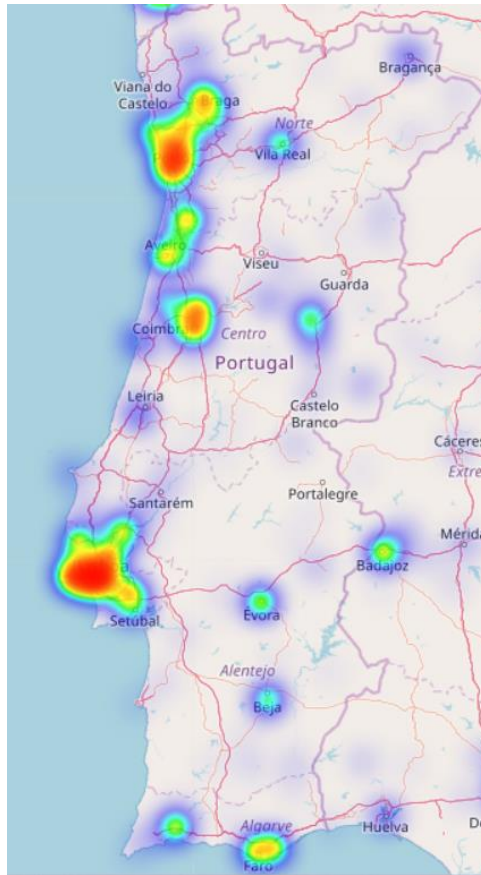 Bragança
Viana do
Castelo
Braga
Norte
Vila Real
Aveiro
Viseu
Guarda
Coimbra
Centro
Portugal
Leiria
Castelo
Branco
Cáceres
Extre
Santarém
Portalegre
Mérida
Badajoz
Setúbal
Évora
Alentejo
Beja
Algarve
Huelva
Faro